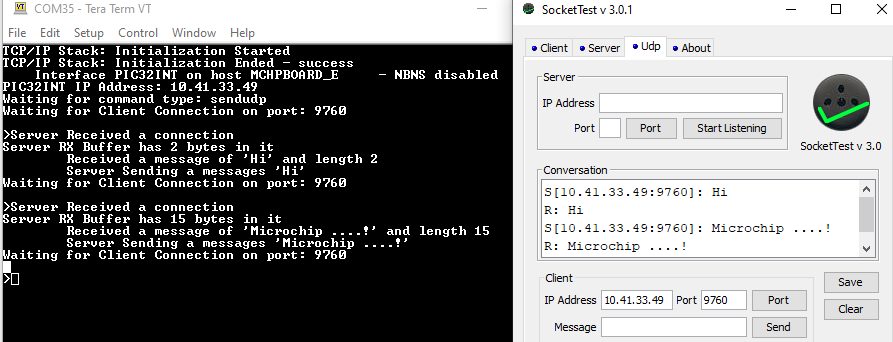 COM35 - Tera Term VT
File Edit Setup Control Window Help
TCP/IP Stack: Initialization Started
TCP/IP Stack: Initialization Ended - success
Interface PIC32INT on host MCHPBOARD_E - NBNS disabled
PIC32INT IP Address: 10.41.33.49
Waiting for command type: sendudp
Waiting for Client Connection on port: 9760
>Server Received a connection
Server RX Buffer has 2 bytes in it
Received a message of 'Hi' and length 2
Server Sending a messages 'Hi'
Waiting for Client Connection on port: 9760
>Server Received a connection
Server RX Buffer has 15 bytes in it
Received a message of 'Microchip ....!' and length 15
Server Sending a messages 'Microchip ....!'
Waiting for Client Connection on port: 9760
>
SocketTest v 3.0.1
Client Server Udp About
Server
IP Address
Port Port Start Listening
SocketTest v 3.0
Conversation
S[10.41.33.49:9760]: Hi
R: Hi
S[10.41.33.49:9760]: Microchip ....!
R: Microchip ....!
Client
IP Address 10.41.33.49 Port 9760 Port
Message Send
Save
Clear